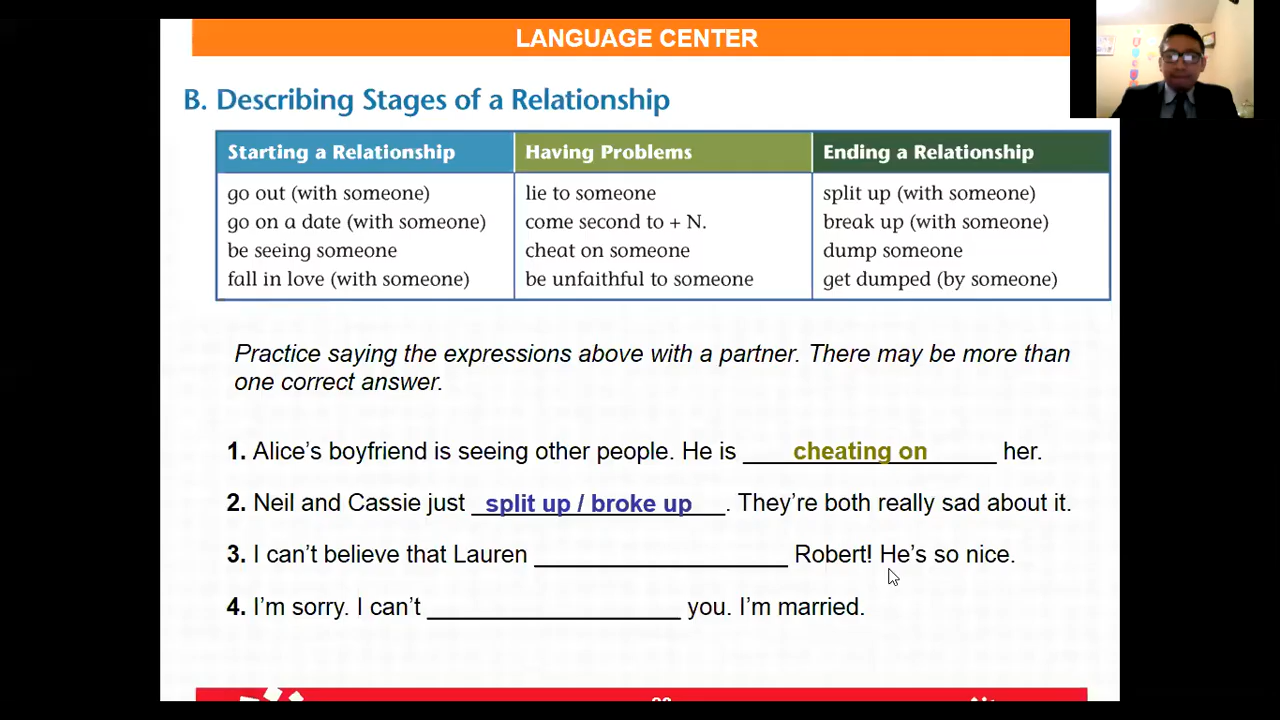 LANGUAGE CENTER
B. Describing Stages of a Relationship
Starting a Relationship
go out (with someone)
go on a date (with someone)
be seeing someone
fall in love (with someone)
Having Problems
lie to someone
come second to + N.
cheat on someone
be unfaithful to someone
Ending a Relationship
split up (with someone)
break up (with someone)
dump someone
get dumped (by someone)
Practice saying the expressions above with a partner. There may be more than
one correct answer.
1. Alice’s boyfriend is seeing other people. He is cheating on her.
2. Neil and Cassie just split up / broke up. They’re both really sad about it.
3. I can’t believe that Lauren ____________________ Robert! He’s so nice.
4. I’m sorry. I can’t ____________________ you. I’m married.